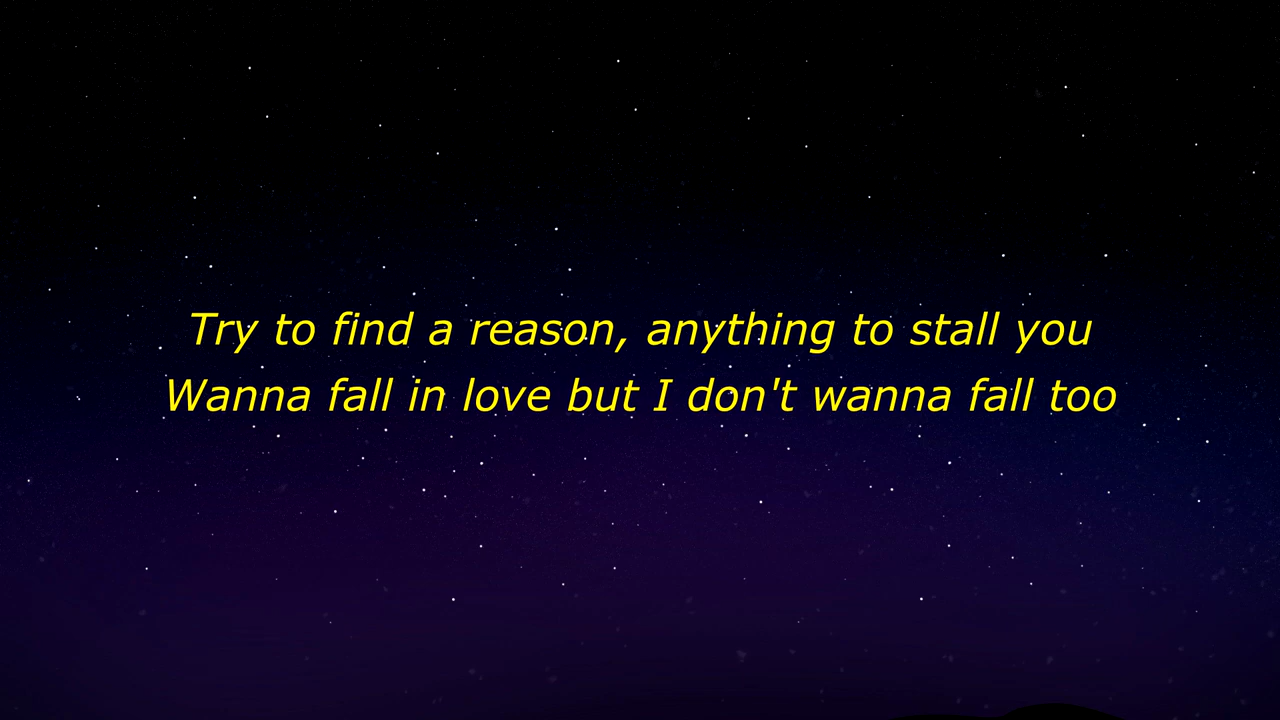 Try to find a reason, anything to stall you
Wanna fall in love but I don't wanna fall too